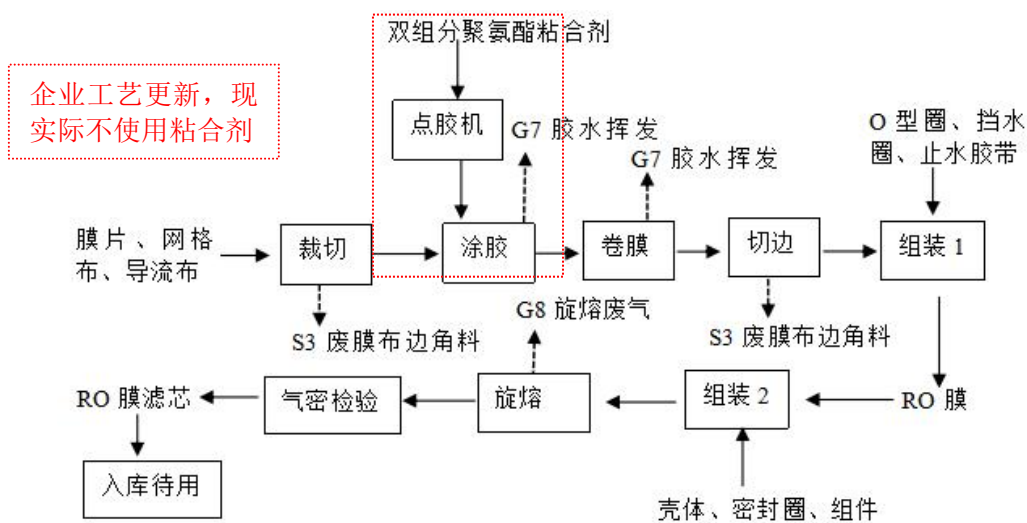 双组分聚氨酯粘合剂
企业工艺更新，现
实际不使用粘合剂
点胶机
G7 胶水挥发
G7 胶水挥发
O 型圈、挡水
圈、止水胶带
膜片、网格
布、导流布
裁切
涂胶
卷膜
切边
组装 1
S3 废膜布边角料
G8 旋熔废气
S3 废膜布边角料
RO 膜滤芯
气密检验
旋熔
组装 2
RO 膜
入库待用
壳体、密封圈、组件